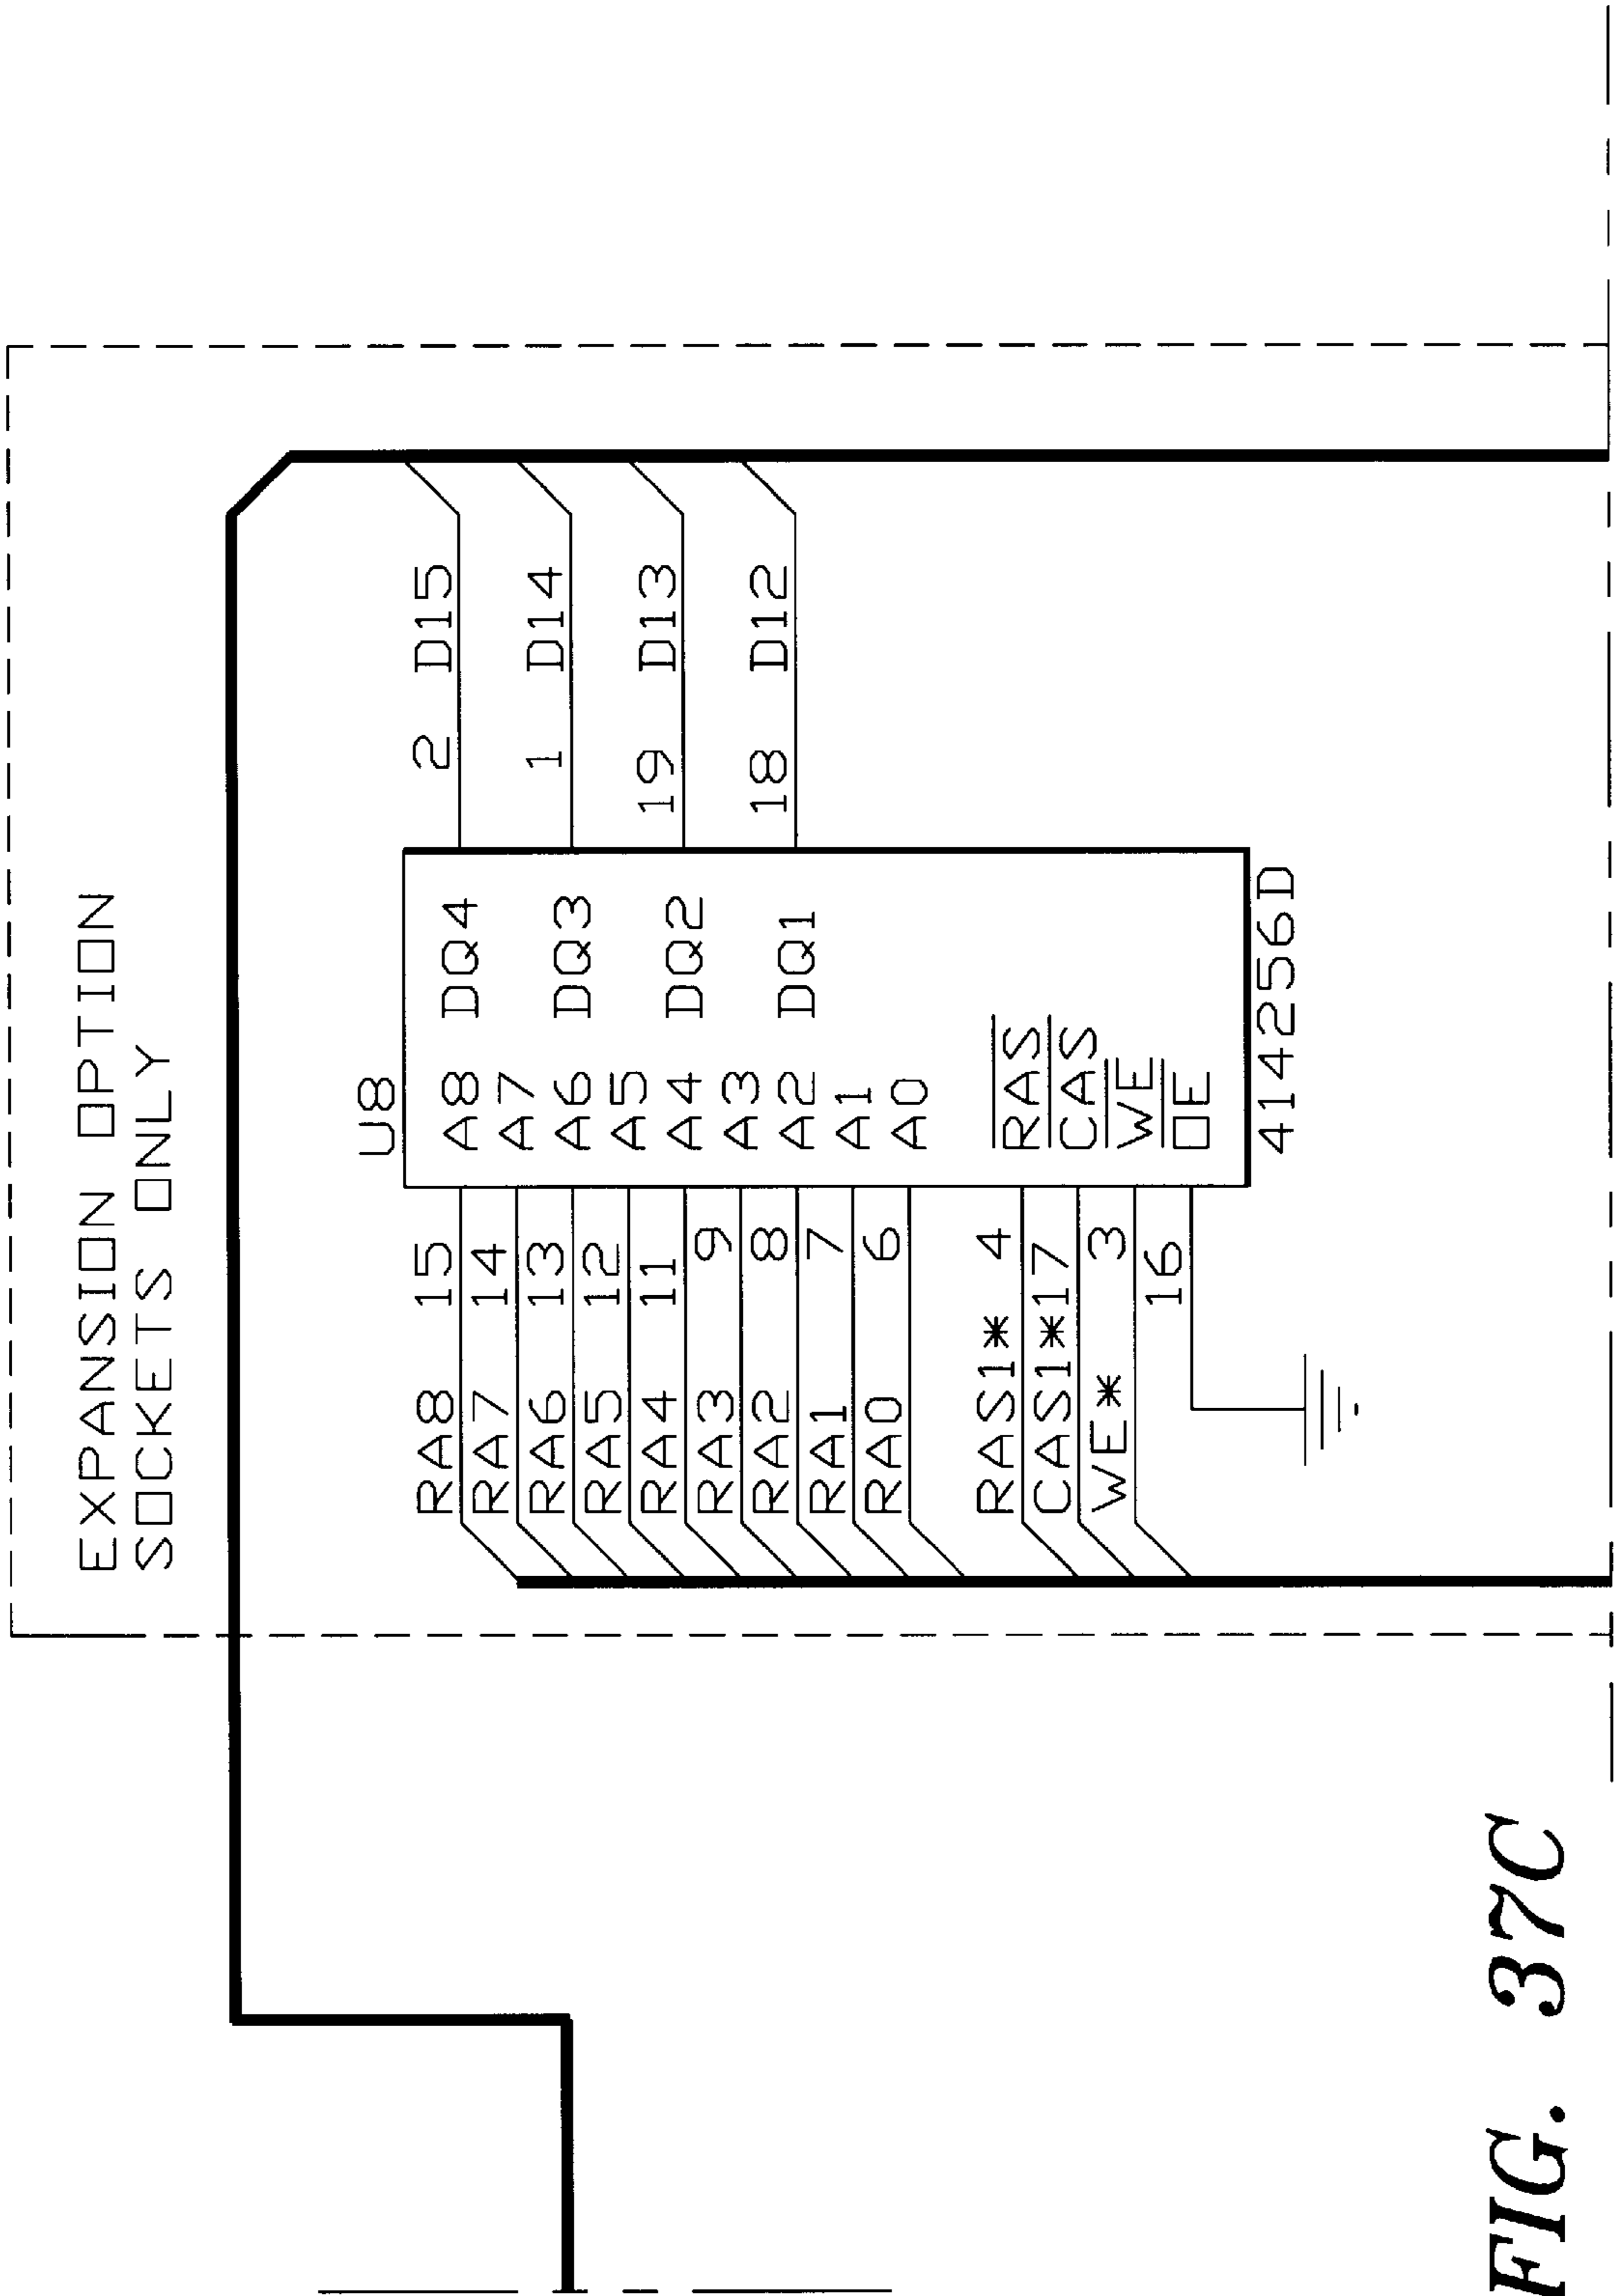 EXPANSION OPTION
SOCKETS ONLY
U8
RA8 15 A8 DQ4 2 D15
RA7 14 A7
RA6 13 A6 DQ3 1 D14
RA5 12 A5
RA4 11 A4 DQ2 19 D13
RA3 9 A3
RA2 8 A2 DQ1 18 D12
RA1 7 A1
RA0 6 A0
RAS1* 4 RAS
CAS1* 17 CAS
WE* 3 WE
16 OE
414256D
FIG. 37C